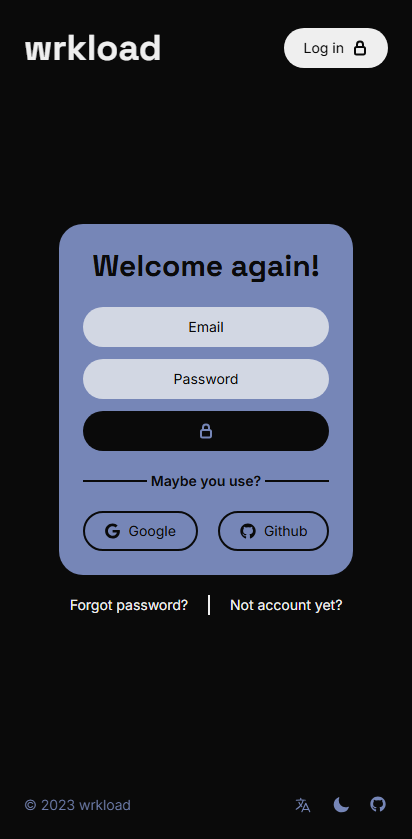 wrkload
Log in
Welcome again!
Email
Password
Maybe you use?
Google
Github
Forgot password?
Not account yet?
© 2023 wrkload